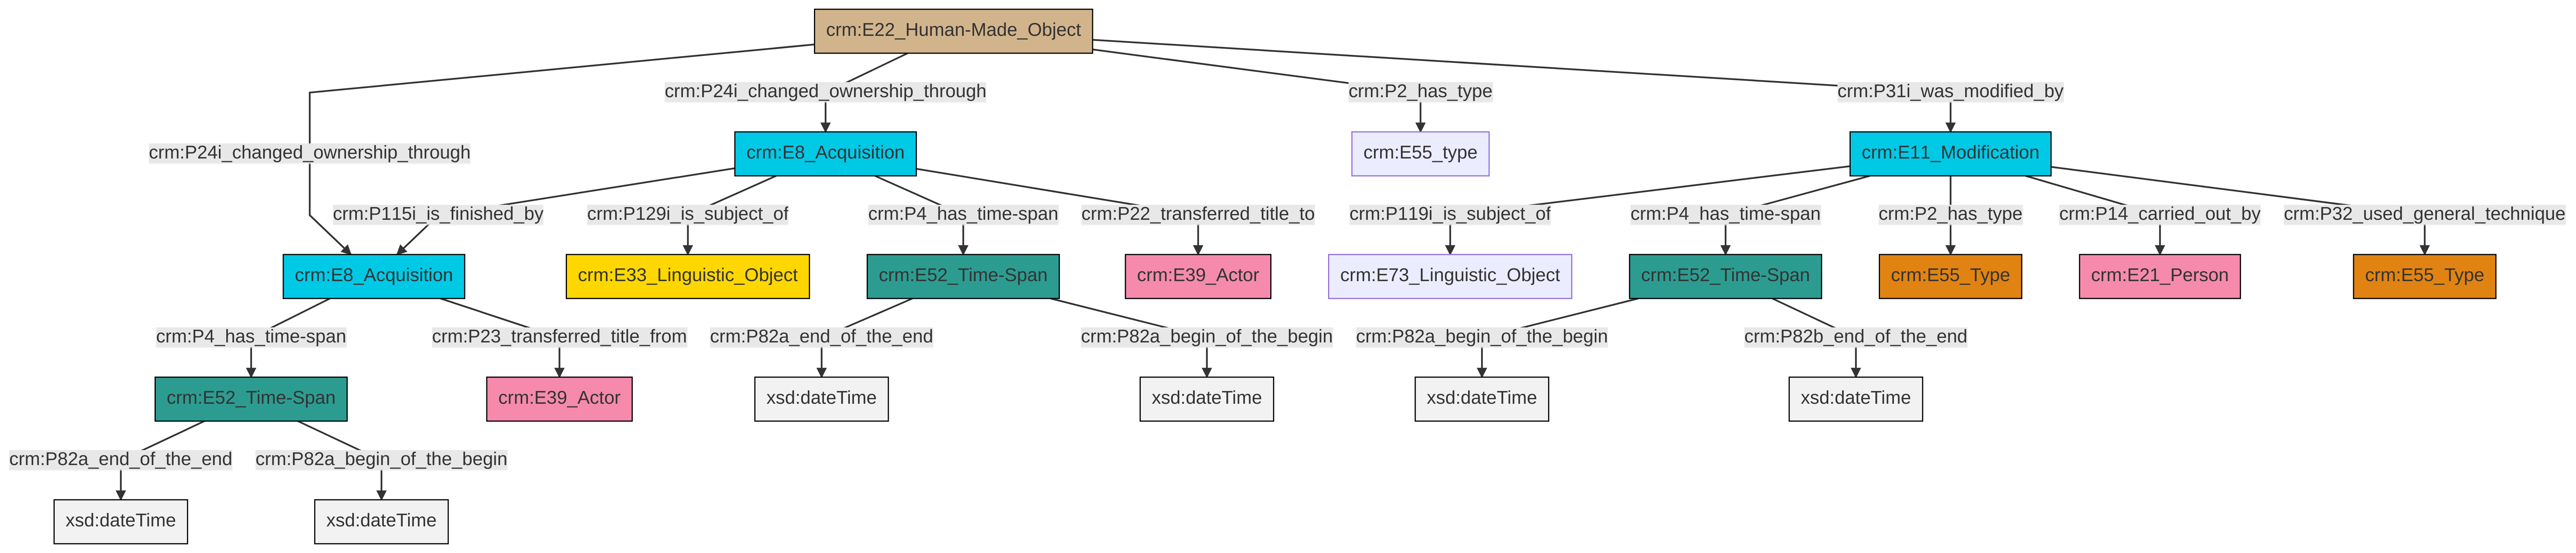 crm:E22_Human-Made_Object
crm:P24i_changed_ownership_through
crm:P2_has_type
crm:P31i_was_modified_by
crm:P24i_changed_ownership_through
crm:E8_Acquisition
crm:E55_type
crm:E11_Modification
crm:P115i_is_finished_by
crm:P129i_is_subject_of
crm:P4_has_time-span
crm:P22_transferred_title_to
crm:P119i_is_subject_of
crm:P4_has_time-span
crm:P2_has_type
crm:P14_carried_out_by
crm:P32_used_general_technique
crm:E8_Acquisition
crm:E33_Linguistic_Object
crm:E52_Time-Span
crm:E39_Actor
crm:E73_Linguistic_Object
crm:E52_Time-Span
crm:E55_Type
crm:E21_Person
crm:E55_Type
crm:P4_has_time-span
crm:P23_transferred_title_from
crm:P82a_end_of_the_end
crm:P82a_begin_of_the_begin
crm:P82a_begin_of_the_begin
crm:P82b_end_of_the_end
crm:E52_Time-Span
crm:E39_Actor
xsd:dateTime
xsd:dateTime
xsd:dateTime
xsd:dateTime
crm:P82a_end_of_the_end
crm:P82a_begin_of_the_begin
xsd:dateTime
xsd:dateTime